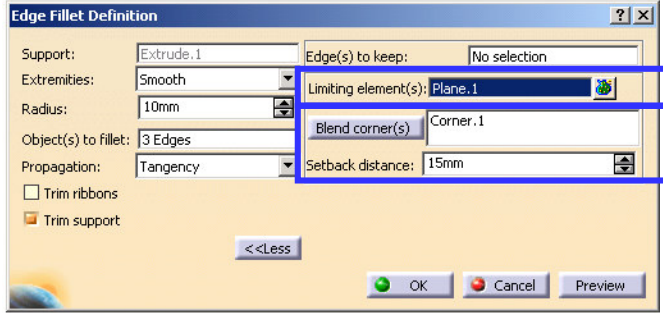 Edge Fillet Definition
Support: Extrude.1
Extremities: Smooth
Radius: 10mm
Object(s) to fillet: 3 Edges
Propagation: Tangency
Trim ribbons
Trim support
<<Less
Edge(s) to keep: No selection
Limiting element(s): Plane.1
Blend corner(s) Corner.1
Setback distance: 15mm
OK Cancel Preview